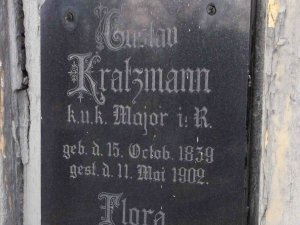 Gustav
Kratzmann
k.u.k. Major i. R.
geb. d. 15. Octob. 1839
gest. d. 11. Mai 1902.
Flora